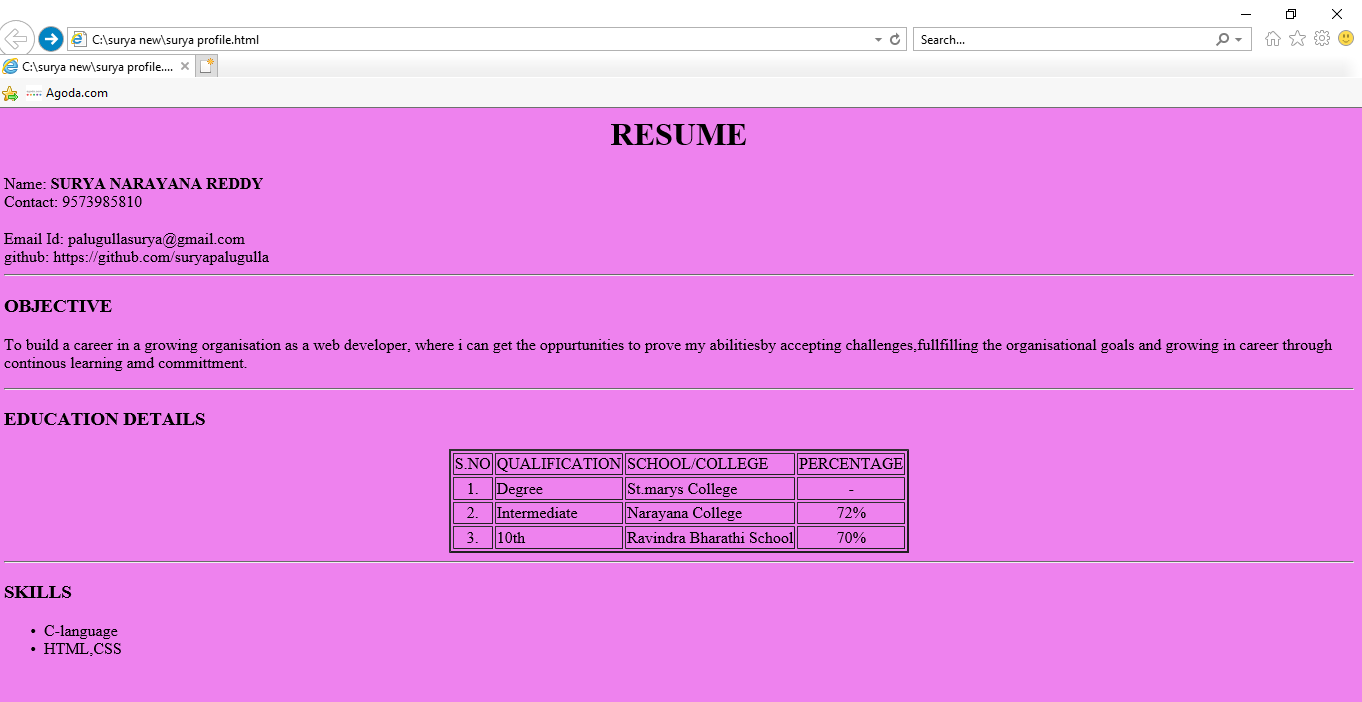 C:\surya new\surya profile.html
Search...
C:\surya new\surya profile....
Agoda.com
RESUME
Name: SURYA NARAYANA REDDY
Contact: 9573985810
Email Id: palugullasurya@gmail.com
github: https://github.com/suryapalugulla
OBJECTIVE
To build a career in a growing organisation as a web developer, where i can get the oppurtunities to prove my abilitiesby accepting challenges,fullfilling the organisational goals and growing in career through
continous learning amd committment.
EDUCATION DETAILS
S.NO QUALIFICATION SCHOOL/COLLEGE PERCENTAGE
1. Degree St.marys College -
2. Intermediate Narayana College 72%
3. 10th Ravindra Bharathi School 70%
SKILLS
• C-language
• HTML,CSS